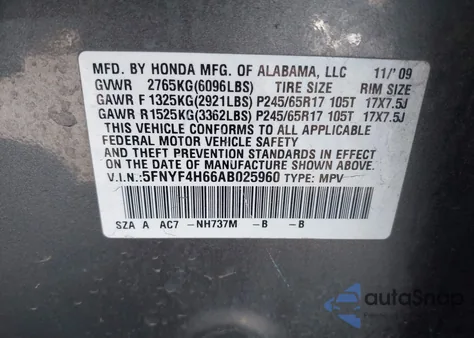 MFD. BY HONDA MFG. OF ALABAMA, LLC 11/'09
GVWR 2765KG(6096LBS) TIRE SIZE RIM SIZE
GAWR F 1325KG(2921LBS) P245/65R17 105T 17X7.5J
GAWR R 1525KG(3362LBS) P245/65R17 105T 17X7.5J
THIS VEHICLE CONFORMS TO ALL APPLICABLE
FEDERAL MOTOR VEHICLE SAFETY AND
THEFT PREVENTION STANDARDS IN EFFECT ON
THE DATE OF MANUFACTURE SHOWN ABOVE.
V.I.N.:5FNYF4H66AB025960 TYPE: MPV
SZA A AC7 -NH737M -B -B
autoSnap
Powered by